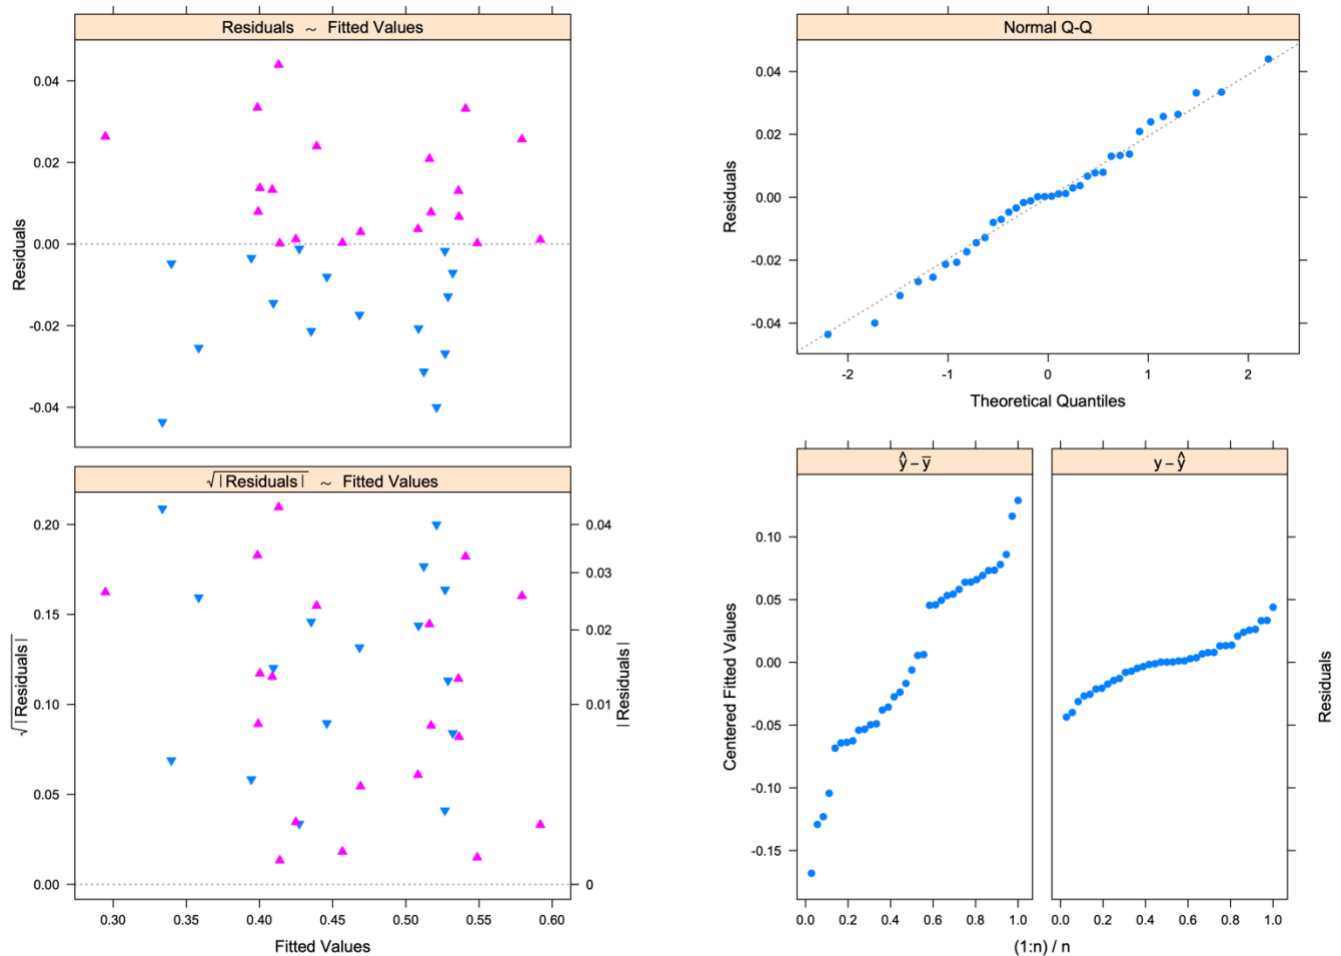 Residuals ~ Fitted Values
0.04
0.02
0.00
-0.02
-0.04
Residuals
√|Residuals| ~ Fitted Values
0.20
0.15
0.10
0.05
0.00
√|Residuals|
0.04
0.03
0.02
0.01
0
|Residuals|
0.30 0.35 0.40 0.45 0.50 0.55 0.60
Fitted Values
Normal Q-Q
0.04
0.02
0.00
-0.02
-0.04
Residuals
-2 -1 0 1 2
Theoretical Quantiles
ŷ − ȳ
y − ŷ
0.10
0.05
0.00
-0.05
-0.10
-0.15
Centered Fitted Values
Residuals
0.0 0.2 0.4 0.6 0.8 1.0
0.0 0.2 0.4 0.6 0.8 1.0
(1:n) / n